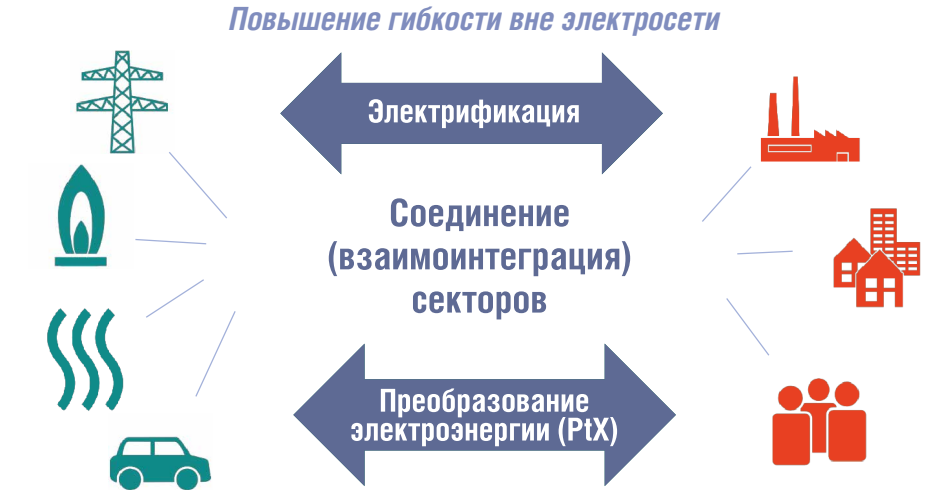 Повышение гибкости вне электросети
Электрификация
Соединение
(взаимоинтеграция)
секторов
Преобразование
электроэнергии (PtX)